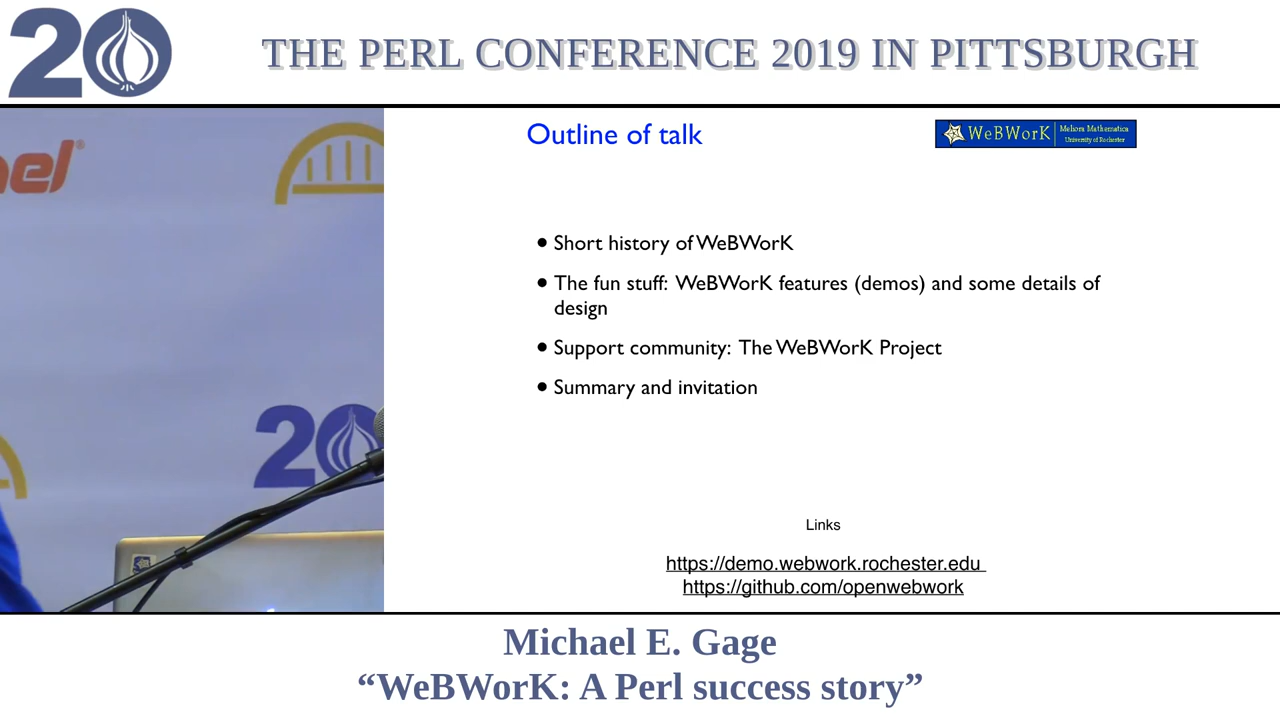 20
THE PERL CONFERENCE 2019 IN PITTSBURGH
el®
20
Outline of talk
WeBWorK
Meliora Mathematica
University of Rochester
• Short history of WeBWorK
• The fun stuff: WeBWorK features (demos) and some details of
design
• Support community: The WeBWorK Project
• Summary and invitation
Links
https://demo.webwork.rochester.edu
https://github.com/openwebwork
Michael E. Gage
“WeBWorK: A Perl success story”